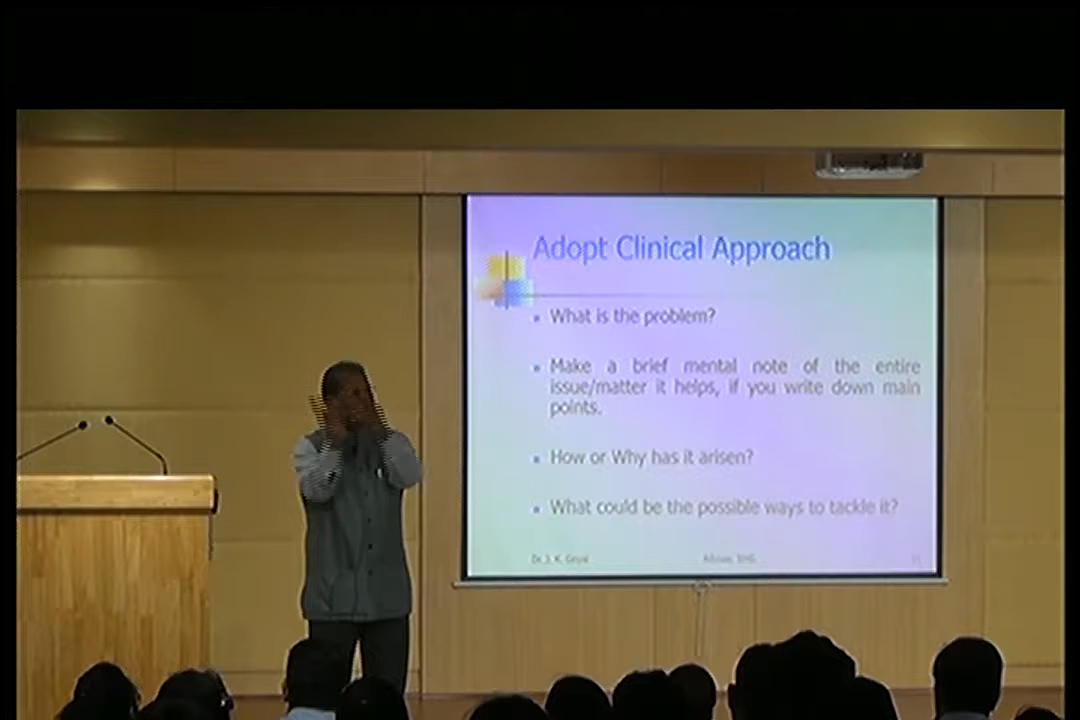 Adopt Clinical Approach
What is the problem?
Make a brief mental note of the entire
issue/matter it helps, if you write down main
points.
How or Why has it arisen?
What could be the possible ways to tackle it?
Dr. J. K. Goyal